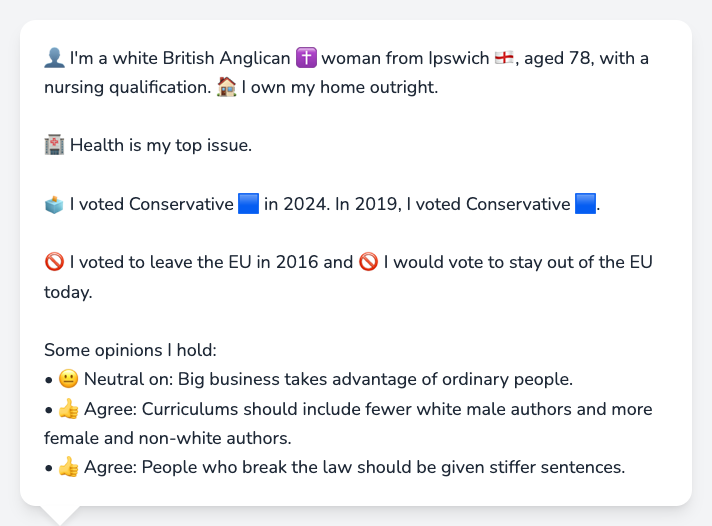 👤 I'm a white British Anglican ✝️ woman from Ipswich 🏴󠁧󠁢󠁥󠁮󠁧󠁿, aged 78, with a
nursing qualification. 🏠 I own my home outright.
🏥 Health is my top issue.
🗳️ I voted Conservative 🟦 in 2024. In 2019, I voted Conservative 🟦.
🚫 I voted to leave the EU in 2016 and 🚫 I would vote to stay out of the EU
today.
Some opinions I hold:
• 😐 Neutral on: Big business takes advantage of ordinary people.
• 👍 Agree: Curriculums should include fewer white male authors and more
female and non-white authors.
• 👍 Agree: People who break the law should be given stiffer sentences.